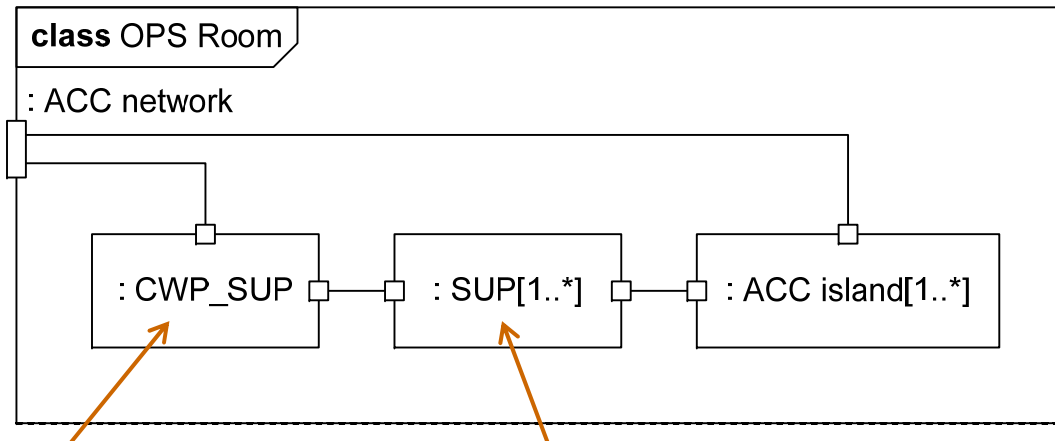 class OPS Room
: ACC network
: CWP_SUP
: SUP[1..*]
: ACC island[1..*]